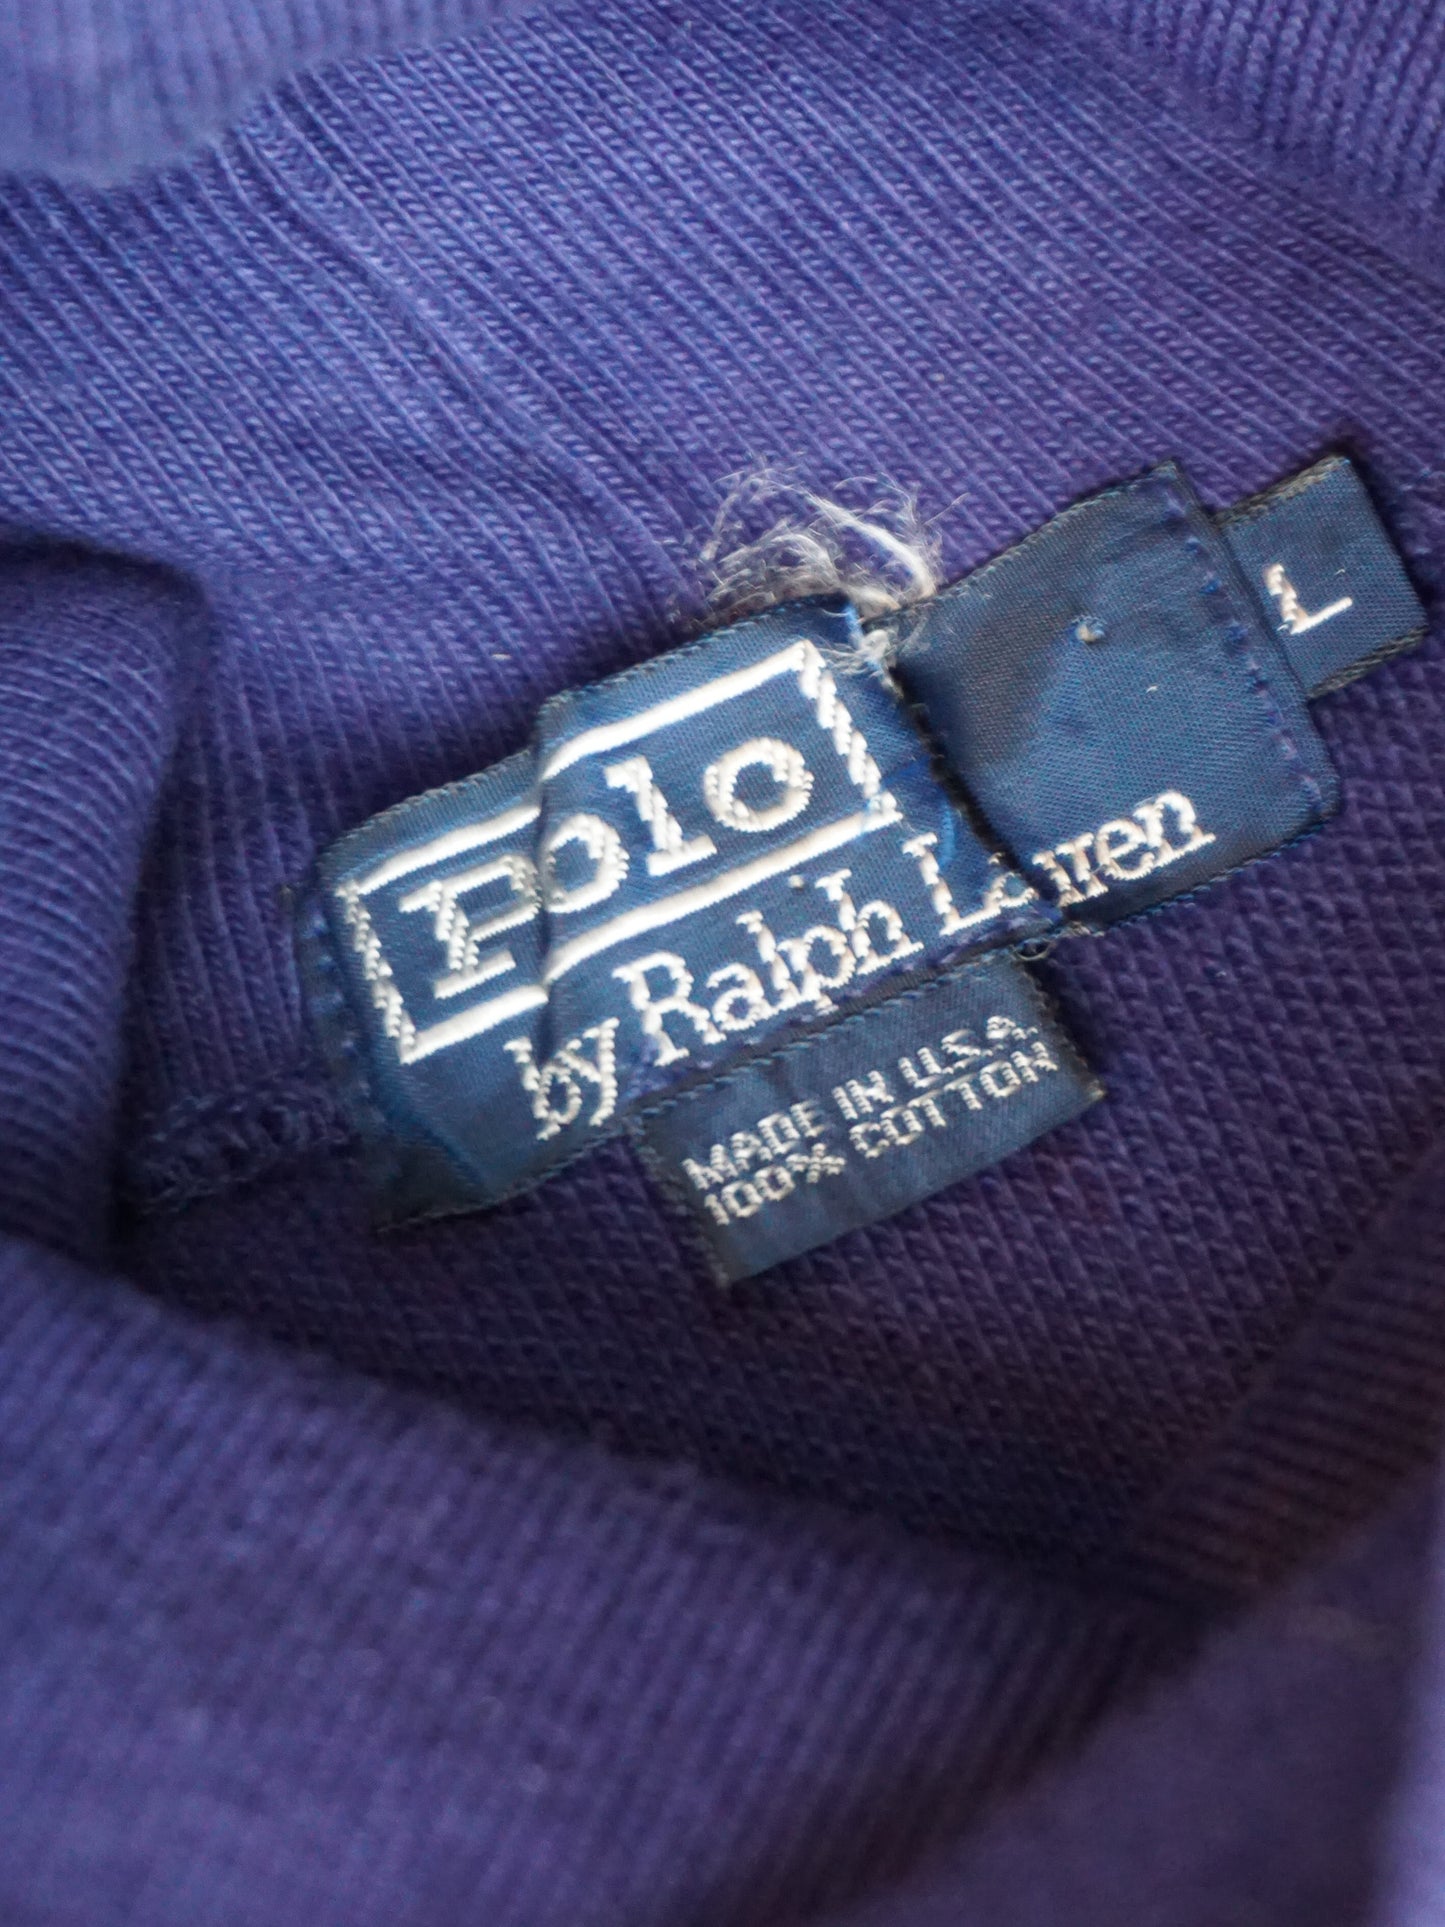 Polo
by Ralph Lauren
L
MADE IN U.S.A.
100% COTTON